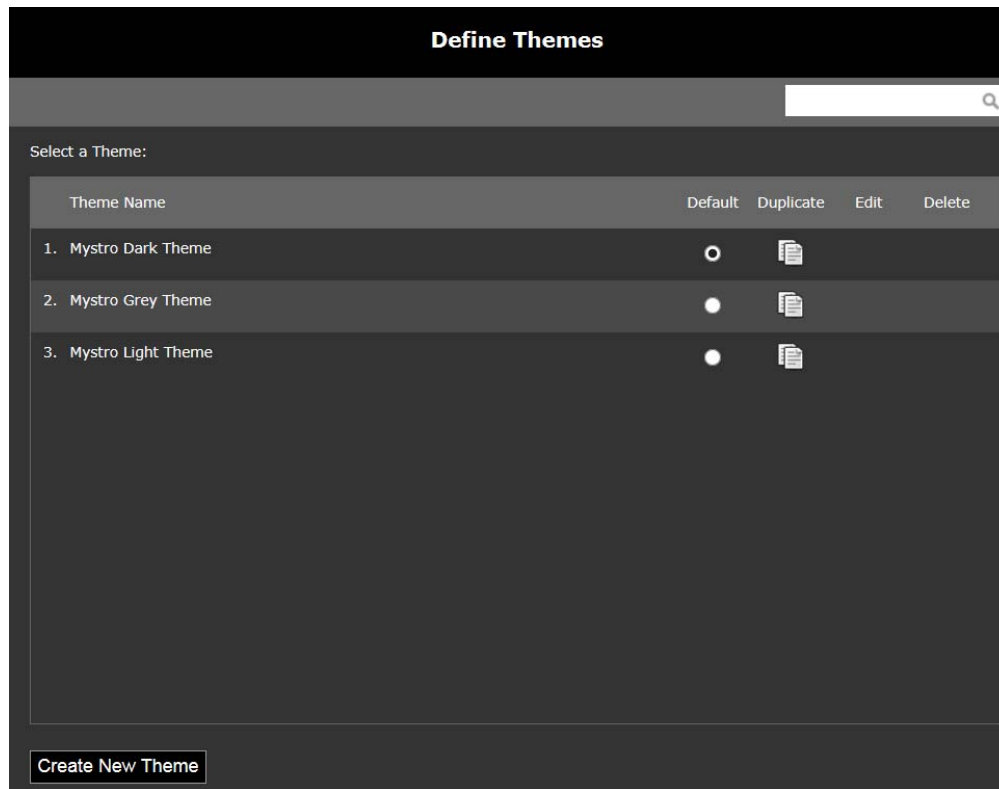 Define Themes
Select a Theme:
Theme Name Default Duplicate Edit Delete
1. Mystro Dark Theme
2. Mystro Grey Theme
3. Mystro Light Theme
Create New Theme